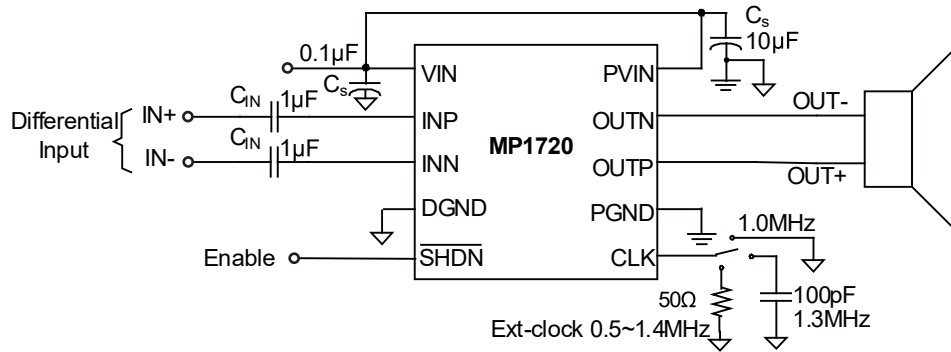 Cs
10µF
0.1µF
Cs
VIN
PVIN
CIN
1µF
OUT-
Differential
Input
IN+
INP
OUTN
CIN
1µF
IN-
INN
MP1720
OUTP
OUT+
DGND
PGND
1.0MHz
Enable
SHDN
CLK
50Ω
100pF
1.3MHz
Ext-clock 0.5~1.4MHz